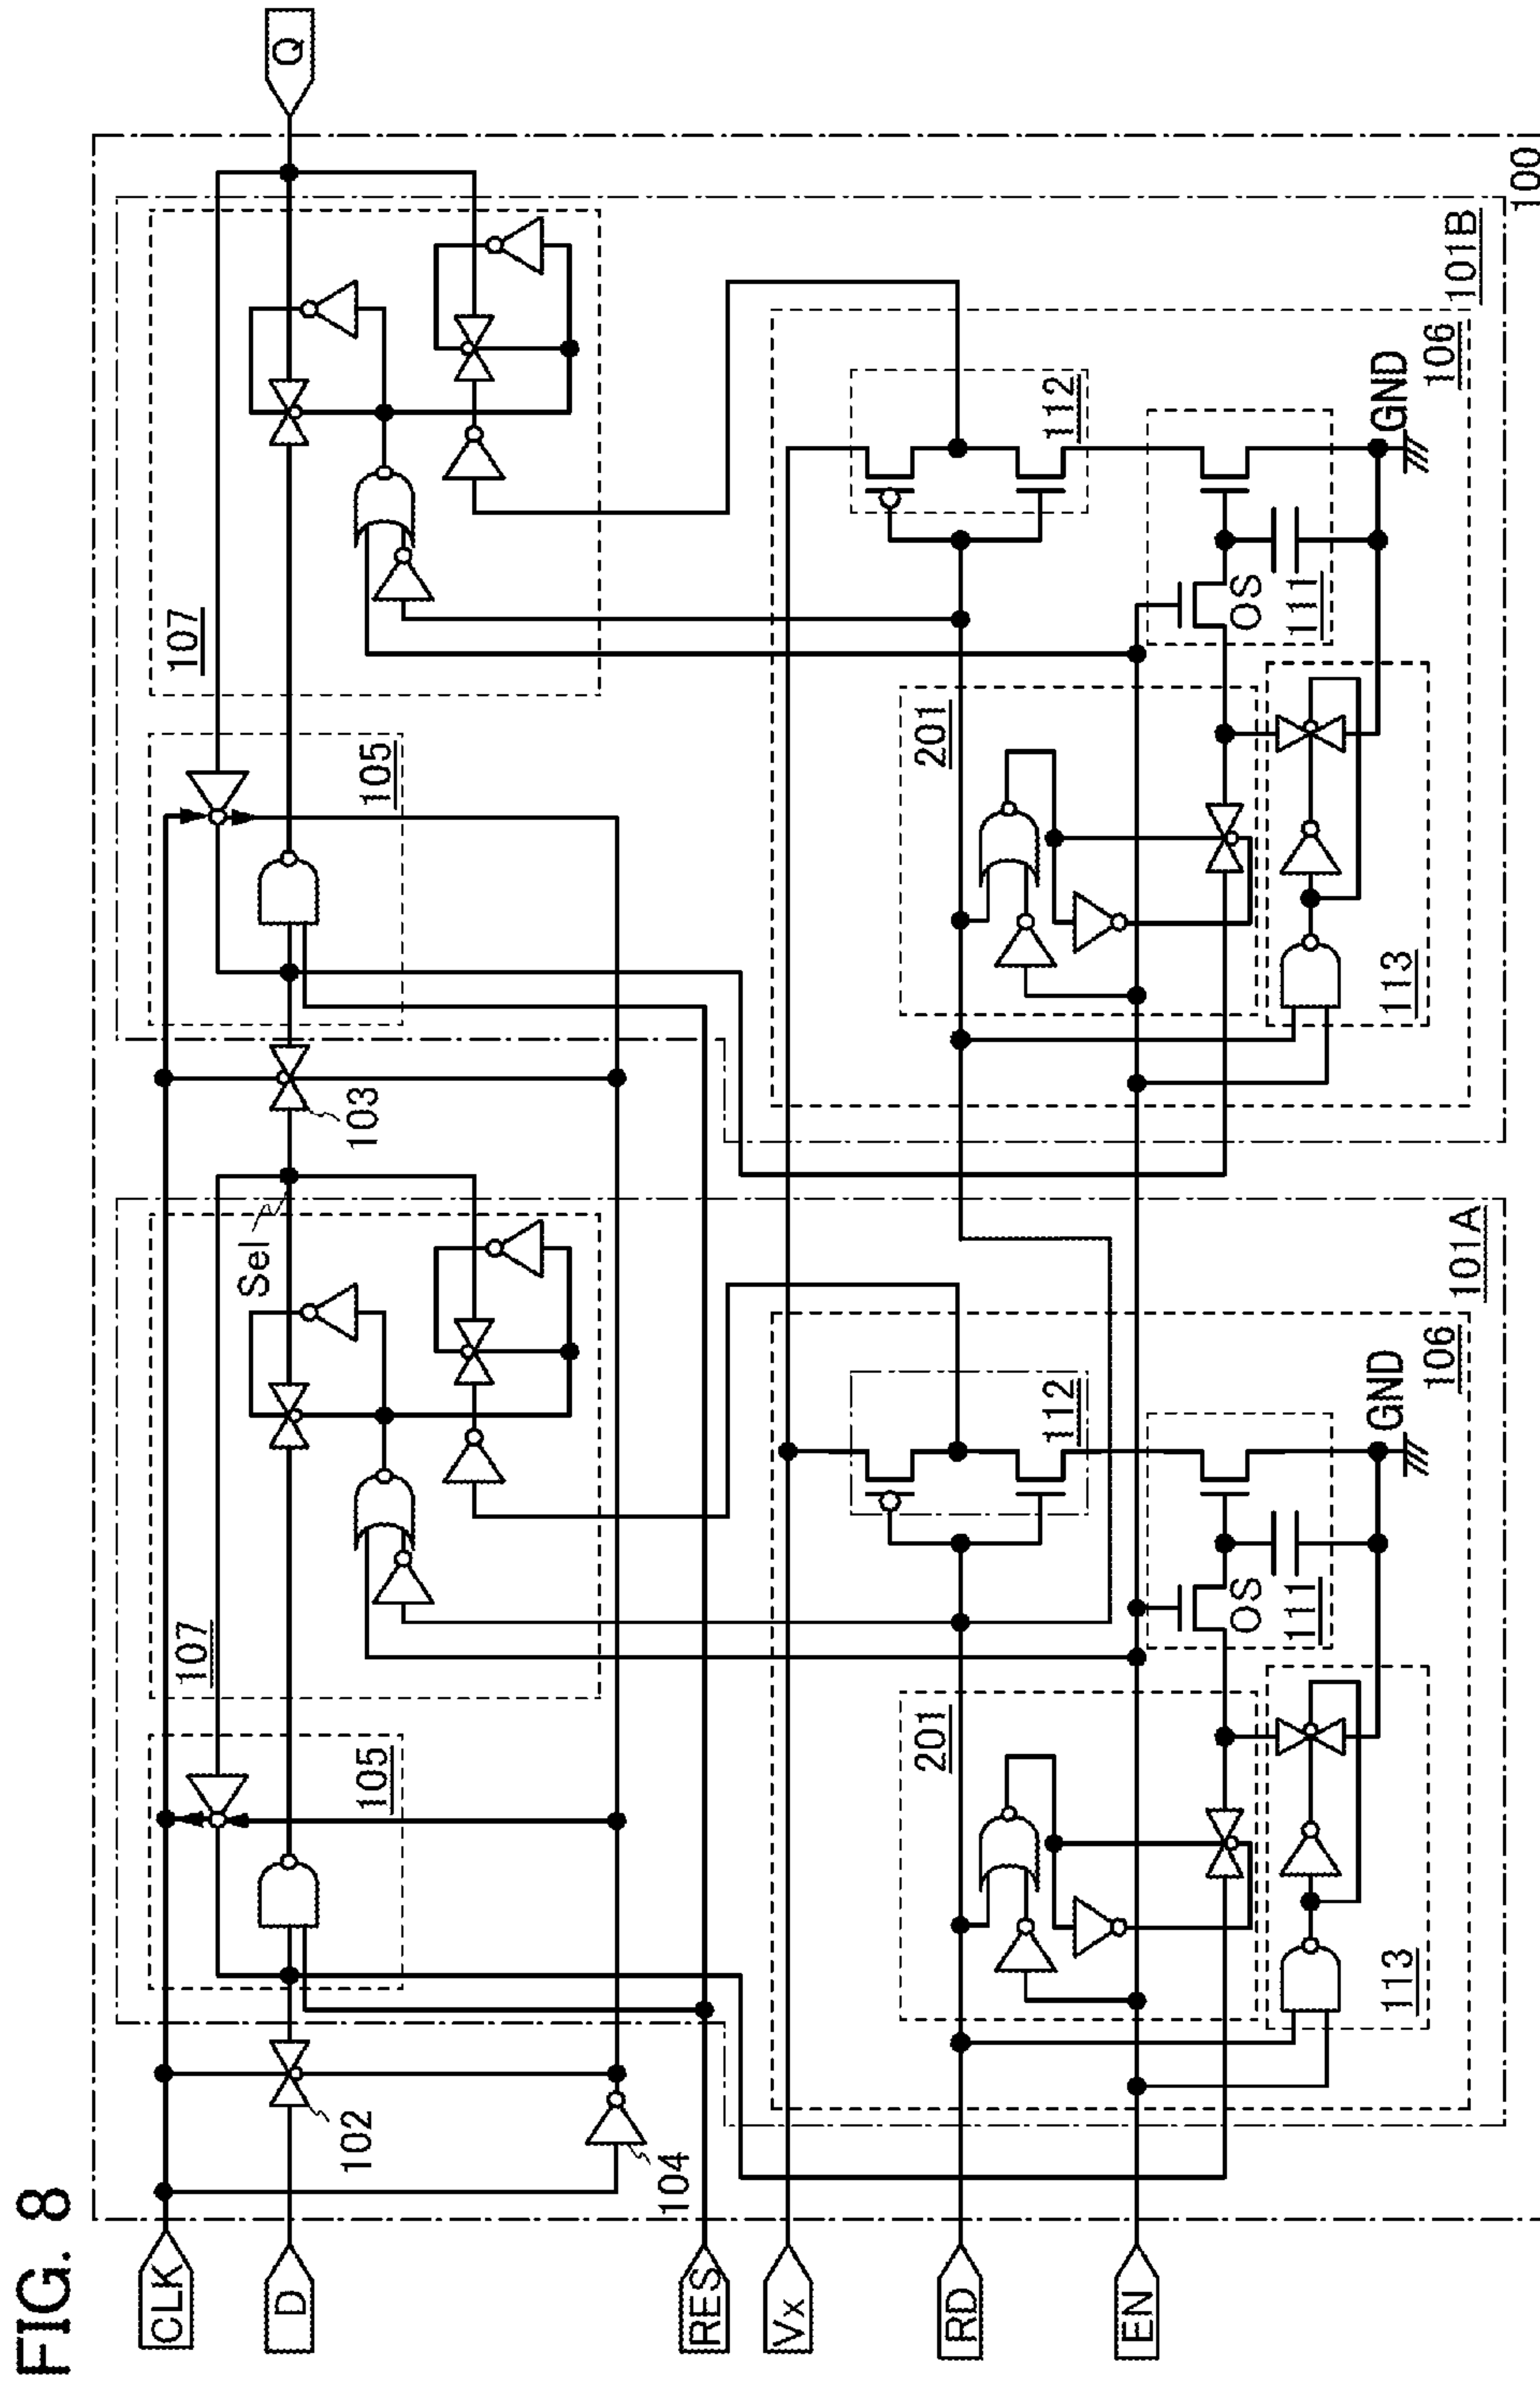 FIG. 8
CLK
D
RES
Vx
RD
EN
Q
102
104
105
107
Sel
103
105
107
201
113
OS
111
112
GND
106
101A
201
113
OS
111
112
GND
106
101B
100